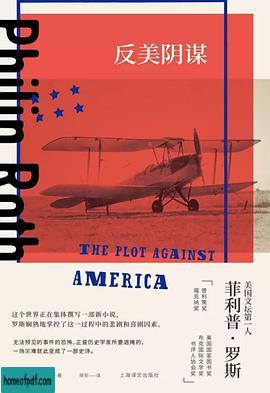 Philip Roth
反美阴谋
THE PLOT AGAINST
AMERICA
美国文坛第一人
菲利普·罗斯
普利策奖
福克纳奖
美国国家图书奖
布克国际文学奖
书评人协会奖
这个世界正在集体撰写一部新小说,
罗斯娴熟地掌控了这一过程中的悲剧和喜剧因素。
无法预见的事件的恐怖,正是历史学家所要遮掩的,
一场灾难就此变成了一部史诗。
著
译
上海译文出版社
homeofpdf.com